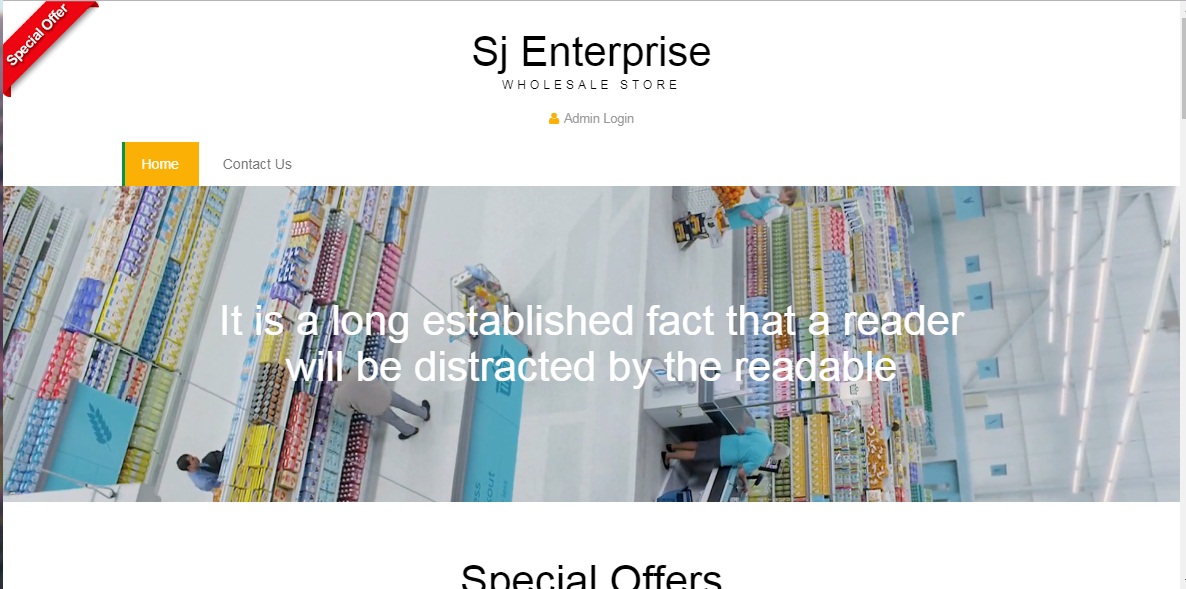 Special Offer
Sj Enterprise
WHOLESALE STORE
Admin Login
Home
Contact Us
It is a long established fact that a reader
will be distracted by the readable
Special Offers